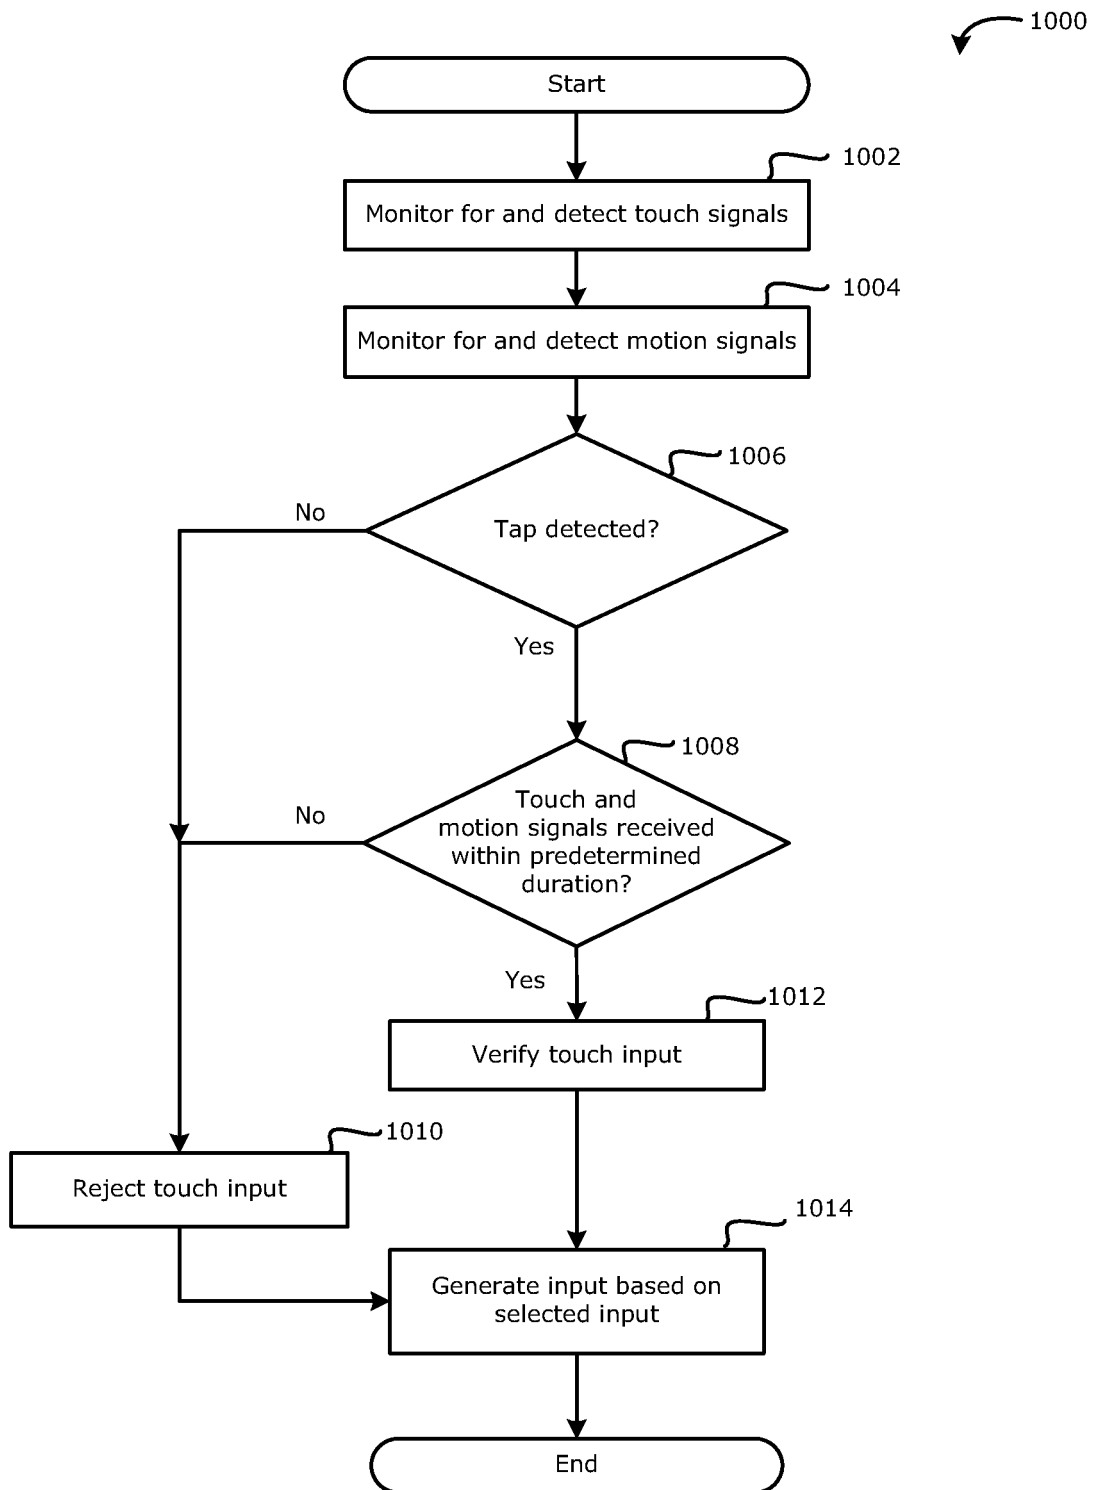 1000
Start
1002
Monitor for and detect touch signals
1004
Monitor for and detect motion signals
1006
No
Tap detected?
Yes
1008
No
Touch and
motion signals received
within predetermined
duration?
Yes
1012
Verify touch input
1010
Reject touch input
1014
Generate input based on
selected input
End